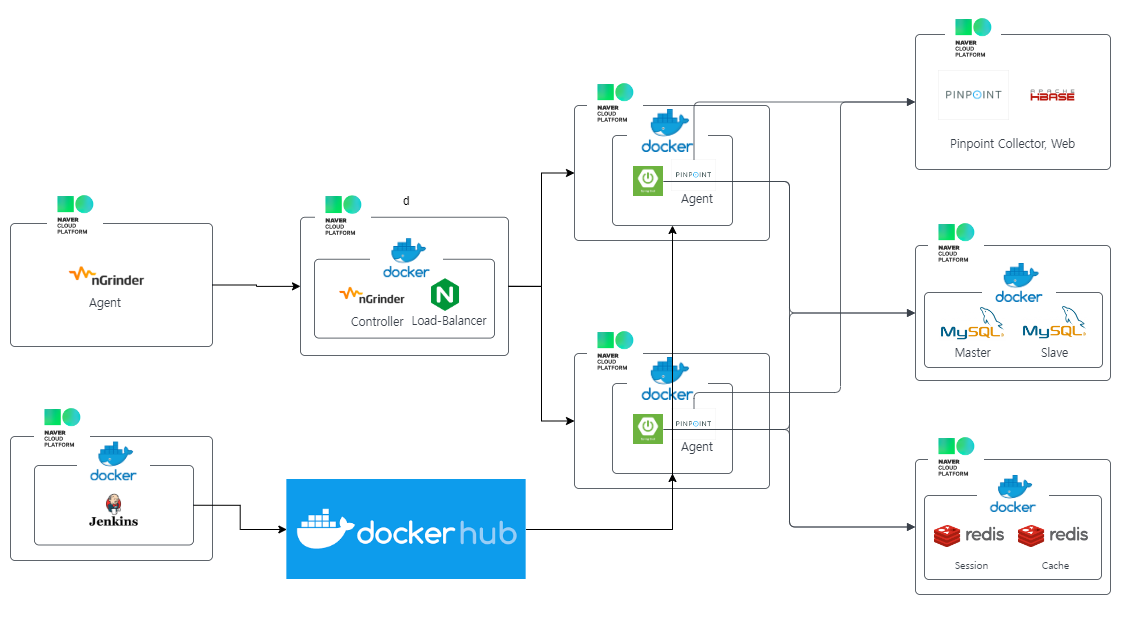 NAVER
CLOUD
PLATFORM
nGrinder
Agent
NAVER
CLOUD
PLATFORM
d
docker
nGrinder
Controller
Load-Balancer
NAVER
CLOUD
PLATFORM
docker
PINPOINT
Agent
NAVER
CLOUD
PLATFORM
docker
PINPOINT
Agent
NAVER
CLOUD
PLATFORM
PINPOINT
APACHE
HBASE
Pinpoint Collector, Web
NAVER
CLOUD
PLATFORM
docker
MySQL
Master
MySQL
Slave
NAVER
CLOUD
PLATFORM
docker
redis
Session
redis
Cache
NAVER
CLOUD
PLATFORM
docker
Jenkins
docker hub